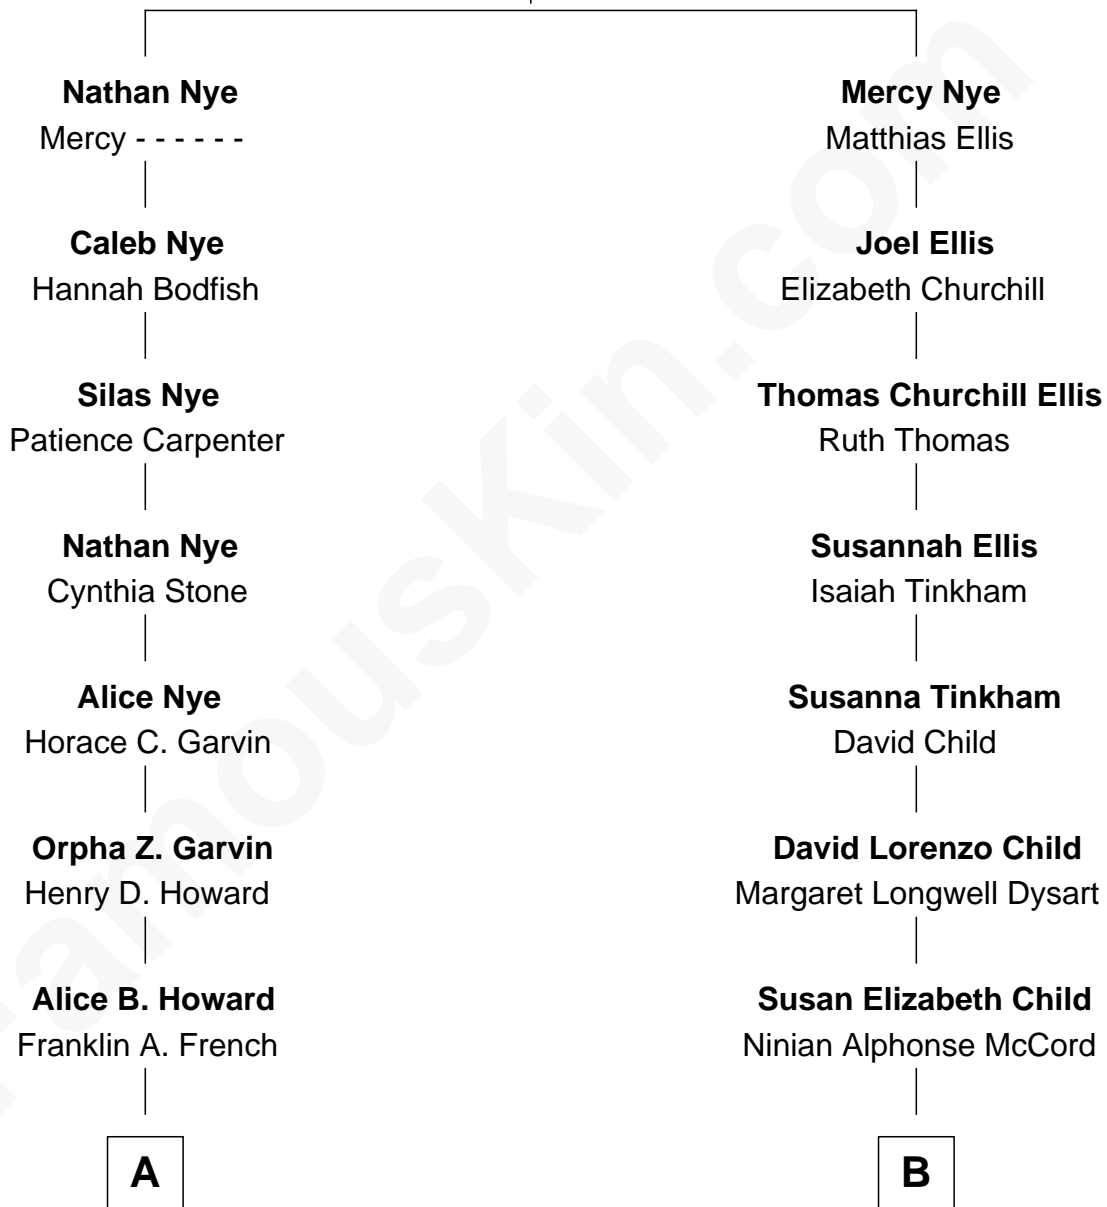 Nathan Nye
Mercy - - - - - -
Caleb Nye
Hannah Bodfish
Silas Nye
Patience Carpenter
Nathan Nye
Cynthia Stone
Alice Nye
Horace C. Garvin
Orpha Z. Garvin
Henry D. Howard
Alice B. Howard
Franklin A. French
A
Mercy Nye
Matthias Ellis
Joel Ellis
Elizabeth Churchill
Thomas Churchill Ellis
Ruth Thomas
Susannah Ellis
Isaiah Tinkham
Susanna Tinkham
David Child
David Lorenzo Child
Margaret Longwell Dysart
Susan Elizabeth Child
Ninian Alphonse McCord
B
FamousKin.com